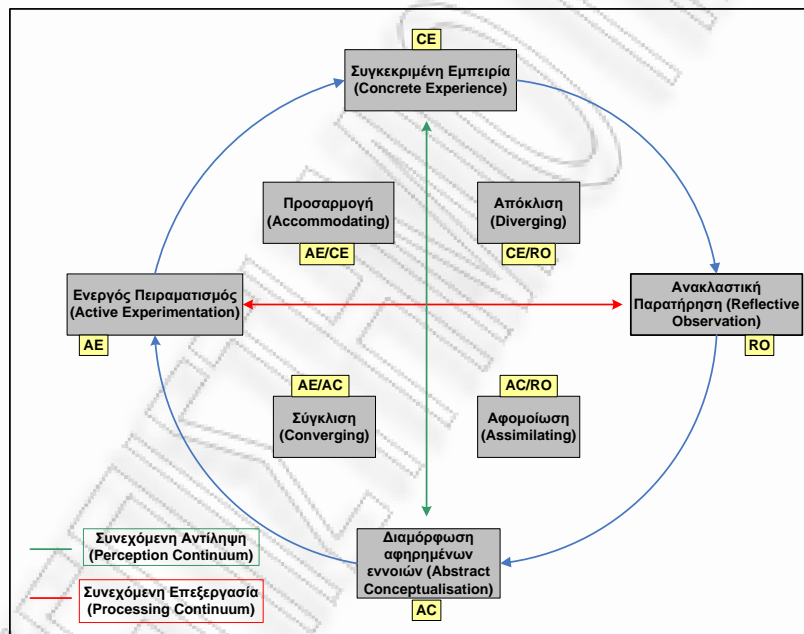 CE
Συγκεκριμένη Εμπειρία
(Concrete Experience)
Προσαρμογή
(Accommodating)
AE/CE
Απόκλιση
(Diverging)
CE/RO
Ενεργός Πειραματισμός
(Active Experimentation)
AE
Ανακλαστική
Παρατήρηση (Reflective
Observation)
RO
AE/AC
Σύγκλιση
(Converging)
AC/RO
Αφομοίωση
(Assimilating)
Διαμόρφωση
αφηρημένων
εννοιών (Abstract
Conceptualisation)
AC
Συνεχόμενη Αντίληψη
(Perception Continuum)
Συνεχόμενη Επεξεργασία
(Processing Continuum)